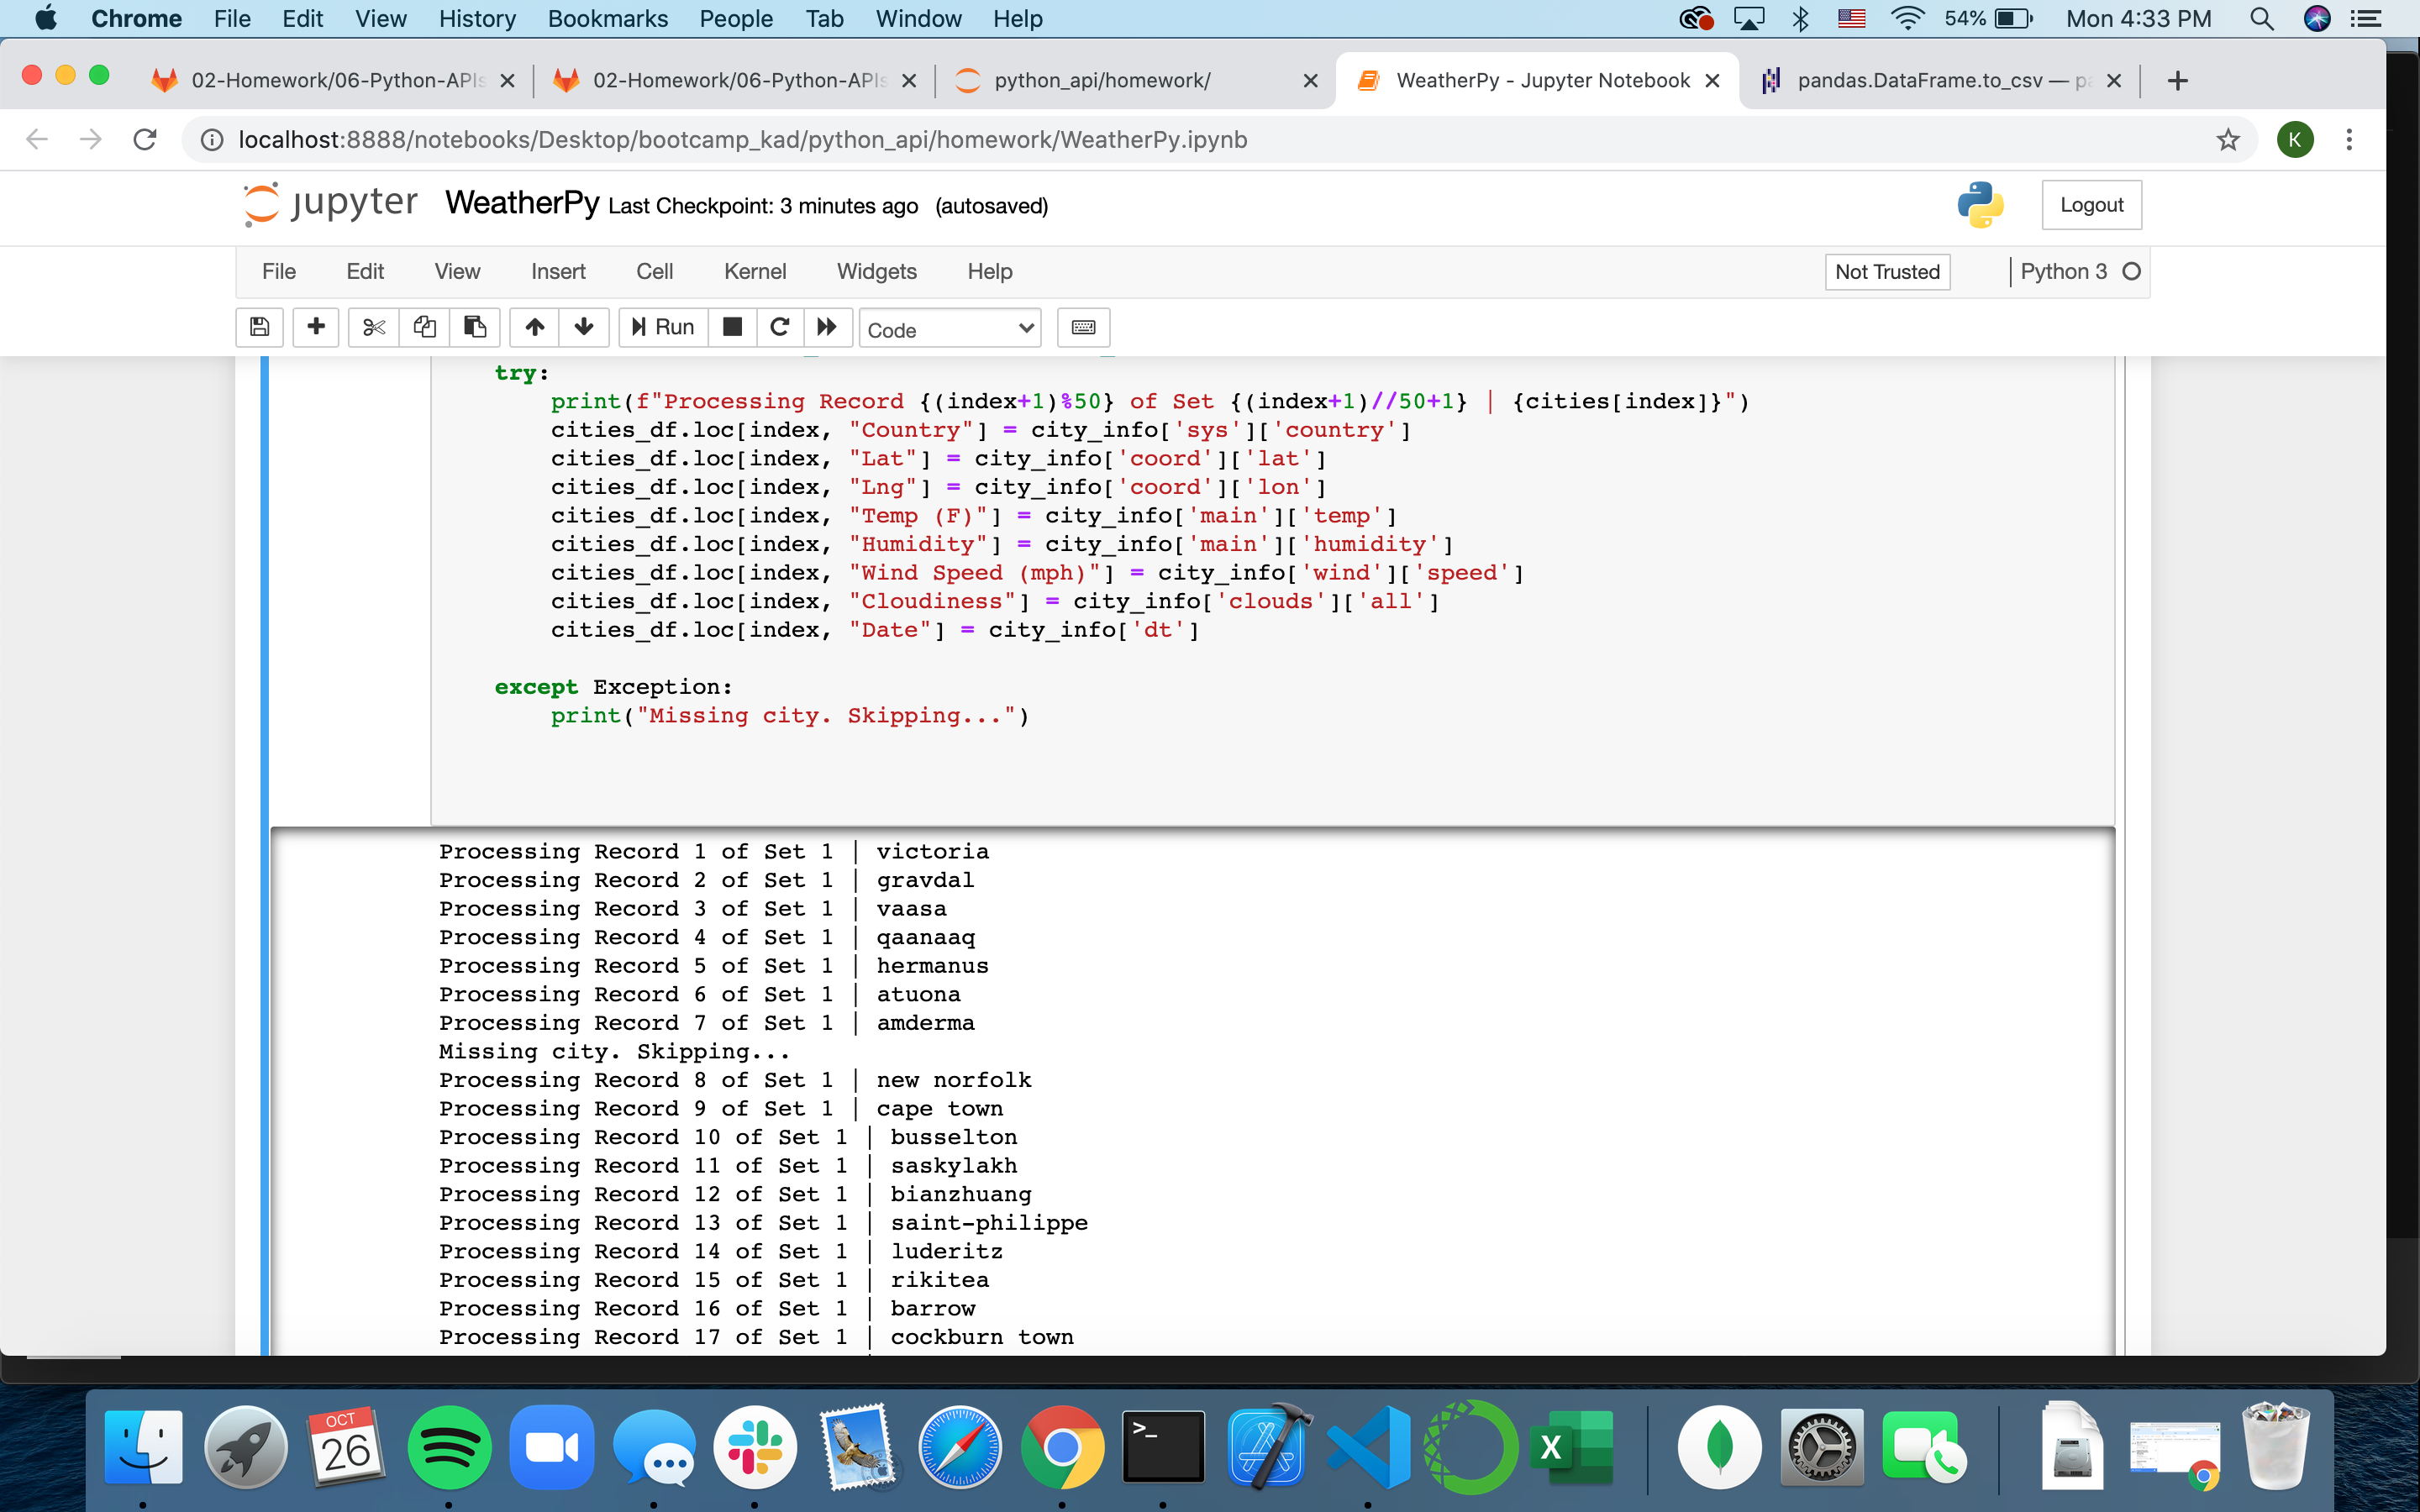 Chrome File Edit View History Bookmarks People Tab Window Help 54% Mon 4:33 PM
02-Homework/06-Python-APIs 02-Homework/06-Python-APIs python_api/homework/ WeatherPy - Jupyter Notebook pandas.DataFrame.to_csv — pa
localhost:8888/notebooks/Desktop/bootcamp_kad/python_api/homework/WeatherPy.ipynb K
jupyter WeatherPy Last Checkpoint: 3 minutes ago (autosaved) Logout
File Edit View Insert Cell Kernel Widgets Help Not Trusted Python 3
Run Code
try:
print(f"Processing Record {(index+1)%50} of Set {(index+1)//50+1} | {cities[index]}")
cities_df.loc[index, "Country"] = city_info['sys']['country']
cities_df.loc[index, "Lat"] = city_info['coord']['lat']
cities_df.loc[index, "Lng"] = city_info['coord']['lon']
cities_df.loc[index, "Temp (F)"] = city_info['main']['temp']
cities_df.loc[index, "Humidity"] = city_info['main']['humidity']
cities_df.loc[index, "Wind Speed (mph)"] = city_info['wind']['speed']
cities_df.loc[index, "Cloudiness"] = city_info['clouds']['all']
cities_df.loc[index, "Date"] = city_info['dt']
except Exception:
print("Missing city. Skipping...")
Processing Record 1 of Set 1 | victoria
Processing Record 2 of Set 1 | gravdal
Processing Record 3 of Set 1 | vaasa
Processing Record 4 of Set 1 | qaanaaq
Processing Record 5 of Set 1 | hermanus
Processing Record 6 of Set 1 | atuona
Processing Record 7 of Set 1 | amderma
Missing city. Skipping...
Processing Record 8 of Set 1 | new norfolk
Processing Record 9 of Set 1 | cape town
Processing Record 10 of Set 1 | busselton
Processing Record 11 of Set 1 | saskylakh
Processing Record 12 of Set 1 | bianzhuang
Processing Record 13 of Set 1 | saint-philippe
Processing Record 14 of Set 1 | luderitz
Processing Record 15 of Set 1 | rikitea
Processing Record 16 of Set 1 | barrow
Processing Record 17 of Set 1 | cockburn town
OCT
26
>_
X